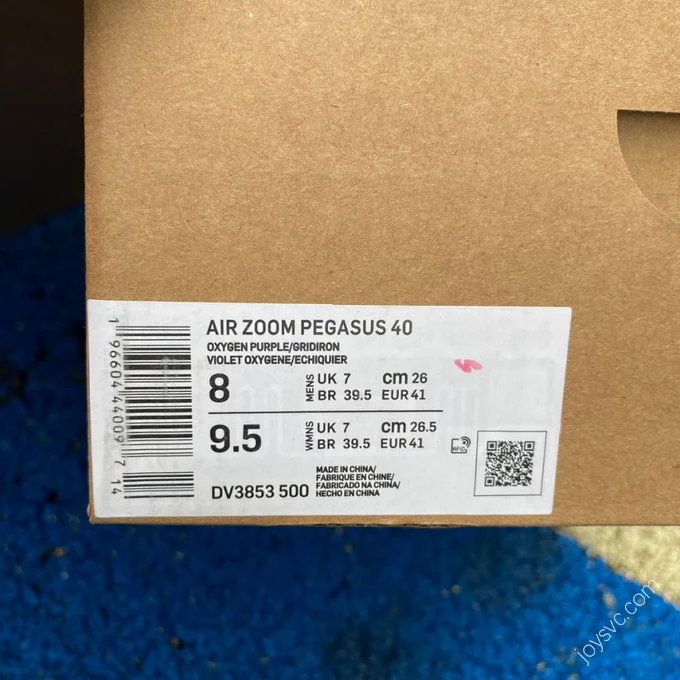 1 96604 44009 7 14
AIR ZOOM PEGASUS 40
OXYGEN PURPLE/GRIDIRON
VIOLET OXYGENE/ECHIQUIER
8 MENS UK 7 cm 26
BR 39.5 EUR 41
9.5 WMNS UK 7 cm 26.5
BR 39.5 EUR 41
RFID
DV3853 500
MADE IN CHINA/
FABRIQUE EN CHINE/
FABRICADO NA CHINA/
HECHO EN CHINA
joysvc.com